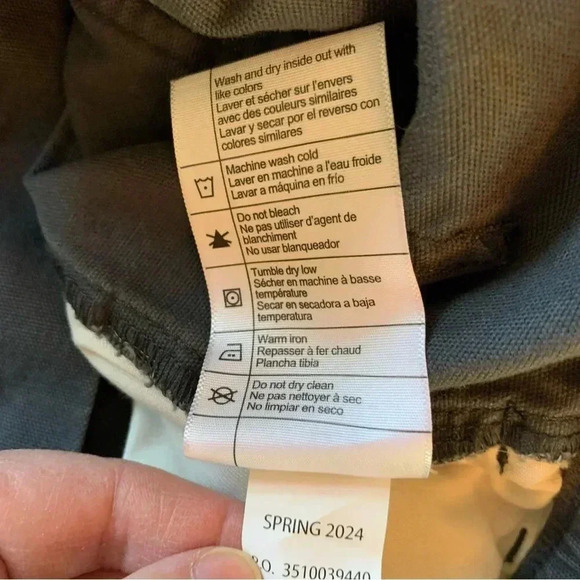 Wash and dry inside out with
like colors
Laver et sécher sur l'envers
avec des couleurs similaires
Lavar y secar por el reverso con
colores similares
Machine wash cold
Laver en machine a l'eau froide
Lavar a máquina en frío
Do not bleach
Ne pas utiliser d'agent de
blanchiment
No usar blanqueador
Tumble dry low
Sécher en machine à basse
température
Secar en secadora a baja
temperatura
Warm iron
Repasser à fer chaud
Plancha tibia
Do not dry clean
Ne pas nettoyer à sec
No limpiar en seco
SPRING 2024
P.O. 3510039440